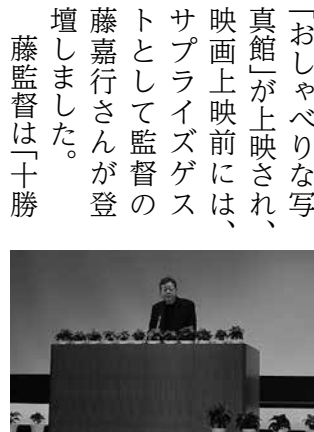 「おしゃべりな写
真館」が上映され、
映画上映前には、
サプライズゲス
トとして監督の
藤嘉行さんが登
壇しました。
藤監督は「十勝